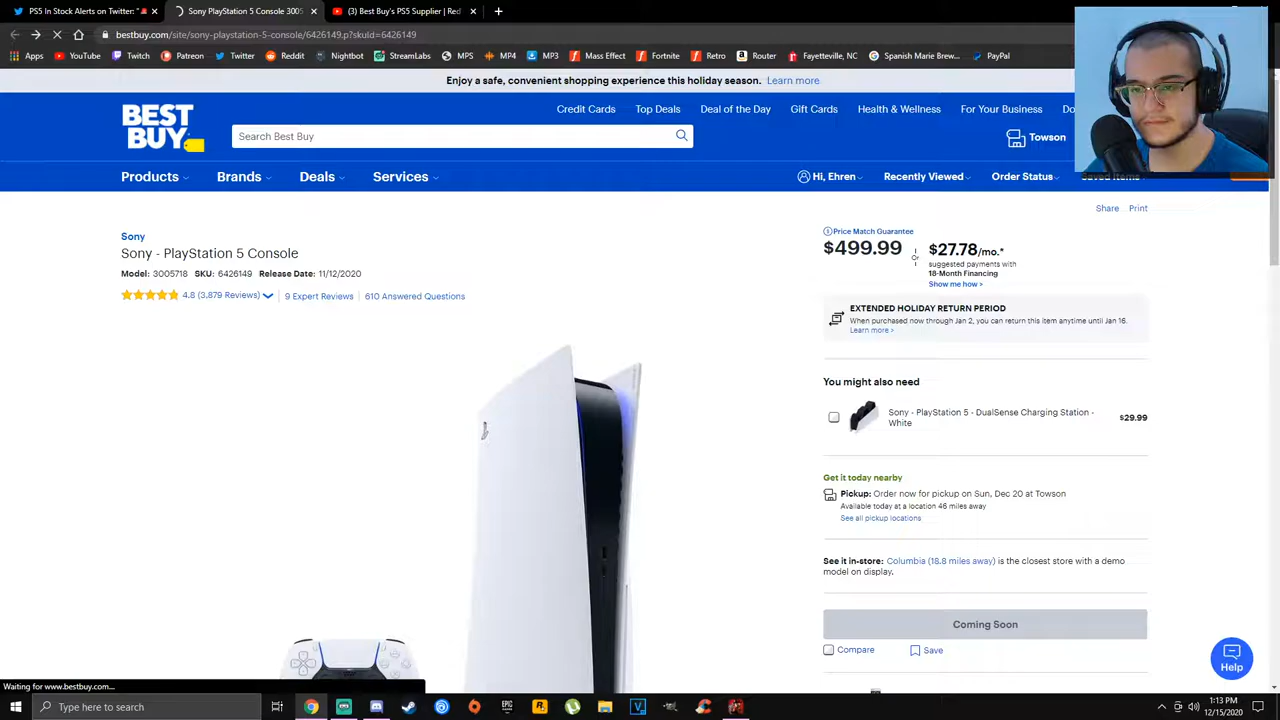 PS5 In Stock Alerts on Twitter: "
Sony PlayStation 5 Console 3005
(3) Best Buy's PS5 Supplier | Red
bestbuy.com/site/sony-playstation-5-console/6426149.p?skuId=6426149
Apps
YouTube
Twitch
Patreon
Twitter
Reddit
Nightbot
StreamLabs
MPS
MP4
MP3
Mass Effect
Fortnite
Retro
Router
Fayetteville, NC
Spanish Marie Brew...
PayPal
Enjoy a safe, convenient shopping experience this holiday season. Learn more ›
Credit Cards
Top Deals
Deal of the Day
Gift Cards
Health & Wellness
For Your Business
Do
BEST
BUY
Search Best Buy
Towson
Products
Brands
Deals
Services
Hi, Ehren
Recently Viewed
Order Status
Saved Items
Share
Print
Sony
Sony - PlayStation 5 Console
Model: 3005718 SKU: 6426149 Release Date: 11/12/2020
4.8 (3,879 Reviews)
9 Expert Reviews
610 Answered Questions
Price Match Guarantee
$499.99
Or
$27.78/mo.*
suggested payments with
18-Month Financing
Show me how >
EXTENDED HOLIDAY RETURN PERIOD
When purchased now through Jan 2, you can return this item anytime until Jan 16.
Learn more >
You might also need
Sony - PlayStation 5 - DualSense Charging Station -
White
$29.99
Get it today nearby
Pickup: Order now for pickup on Sun, Dec 20 at Towson
Available today at a location 46 miles away
See all pickup locations
See it in-store: Columbia (18.8 miles away) is the closest store with a demo
model on display.
Coming Soon
Compare
Save
Help
Waiting for www.bestbuy.com...
Type here to search
1:13 PM
12/15/2020